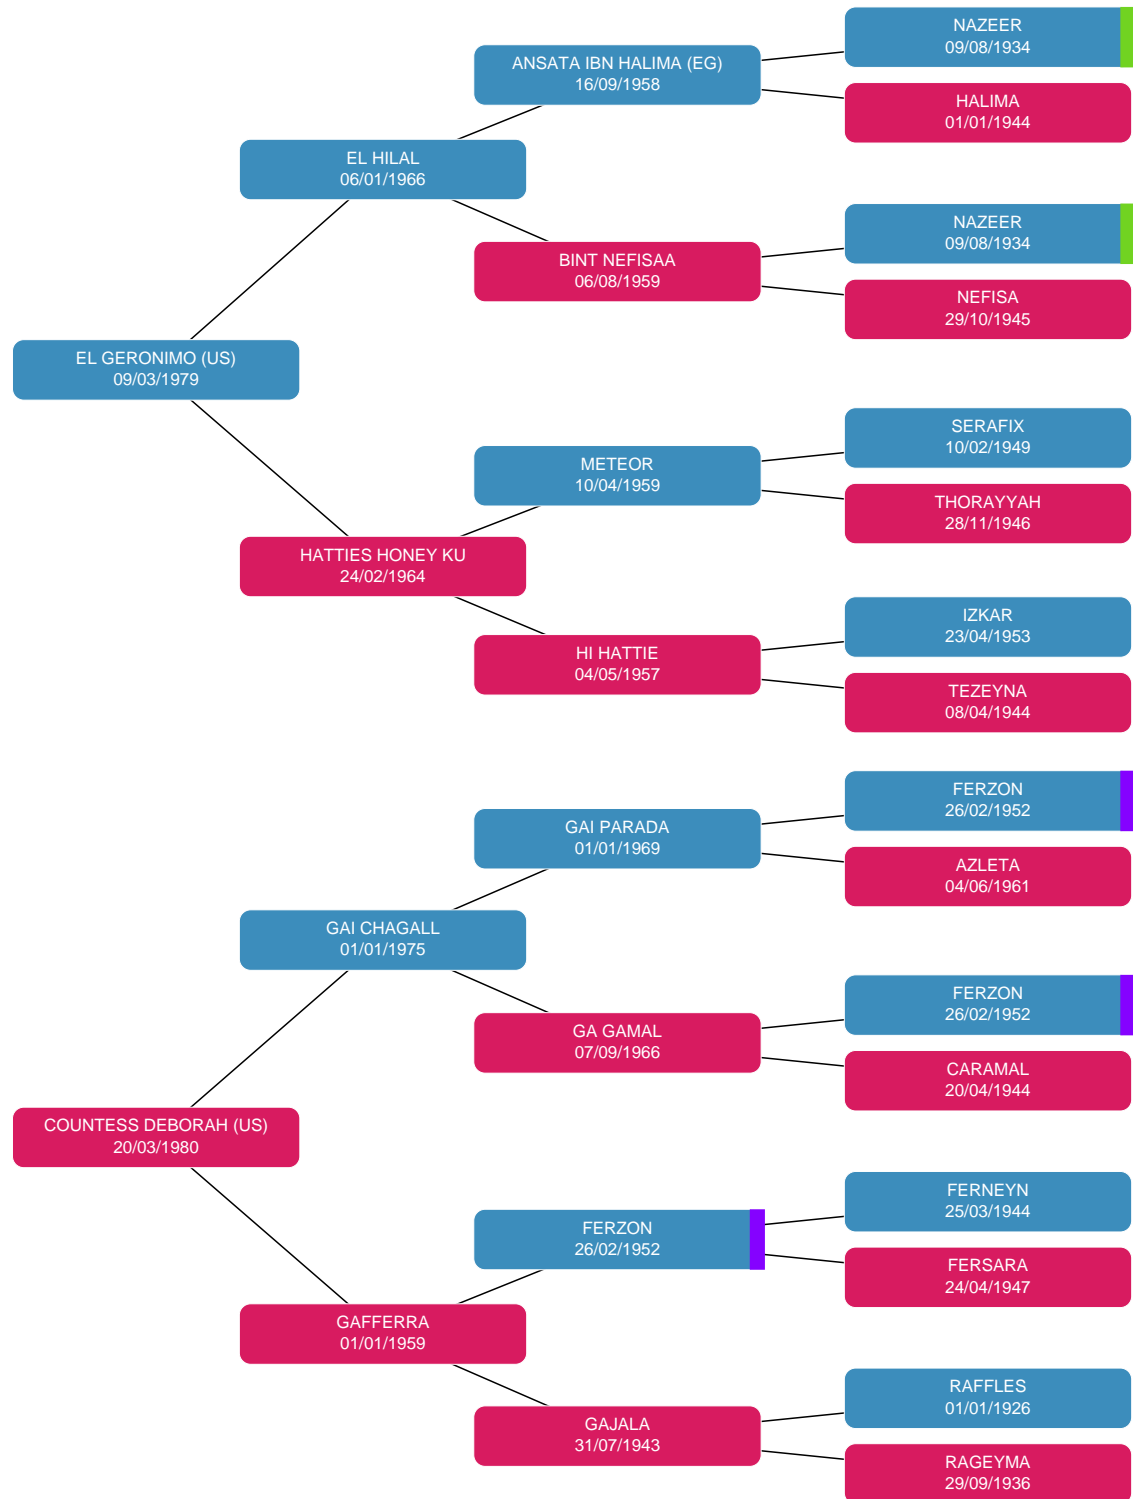 NAZEER
09/08/1934
ANSATA IBN HALIMA (EG)
16/09/1958
HALIMA
01/01/1944
EL HILAL
06/01/1966
NAZEER
09/08/1934
BINT NEFISAA
06/08/1959
NEFISA
29/10/1945
EL GERONIMO (US)
09/03/1979
SERAFIX
10/02/1949
METEOR
10/04/1959
THORAYYAH
28/11/1946
HATTIES HONEY KU
24/02/1964
IZKAR
23/04/1953
HI HATTIE
04/05/1957
TEZEYNA
08/04/1944
FERZON
26/02/1952
GAI PARADA
01/01/1969
AZLETA
04/06/1961
GAI CHAGALL
01/01/1975
FERZON
26/02/1952
GA GAMAL
07/09/1966
CARAMAL
20/04/1944
COUNTESS DEBORAH (US)
20/03/1980
FERNEYN
25/03/1944
FERZON
26/02/1952
FERSARA
24/04/1947
GAFFERRA
01/01/1959
RAFFLES
01/01/1926
GAJALA
31/07/1943
RAGEYMA
29/09/1936